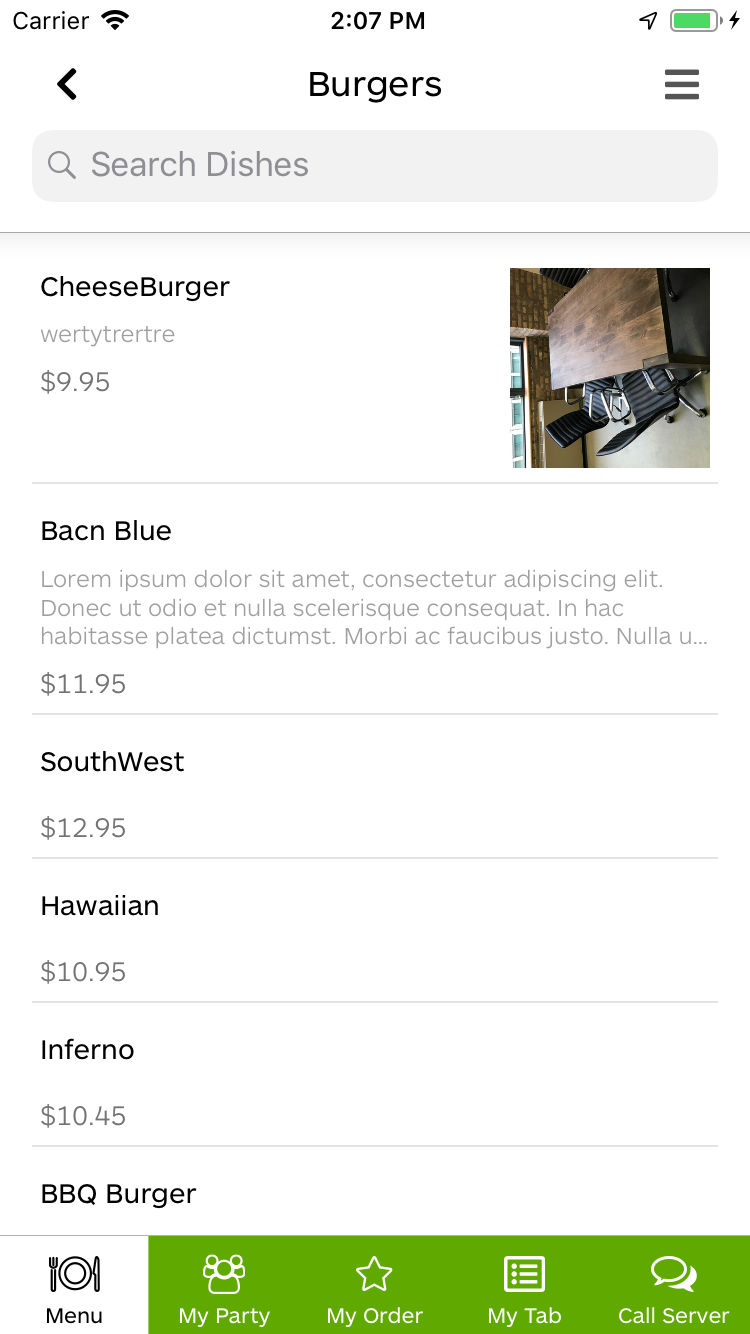 Carrier 2:07 PM
Burgers
Search Dishes
CheeseBurger
wertytrertre
$9.95
Bacn Blue
Lorem ipsum dolor sit amet, consectetur adipiscing elit.
Donec ut odio et nulla scelerisque consequat. In hac
habitasse platea dictumst. Morbi ac faucibus justo. Nulla u...
$11.95
SouthWest
$12.95
Hawaiian
$10.95
Inferno
$10.45
BBQ Burger
Menu My Party My Order My Tab Call Server